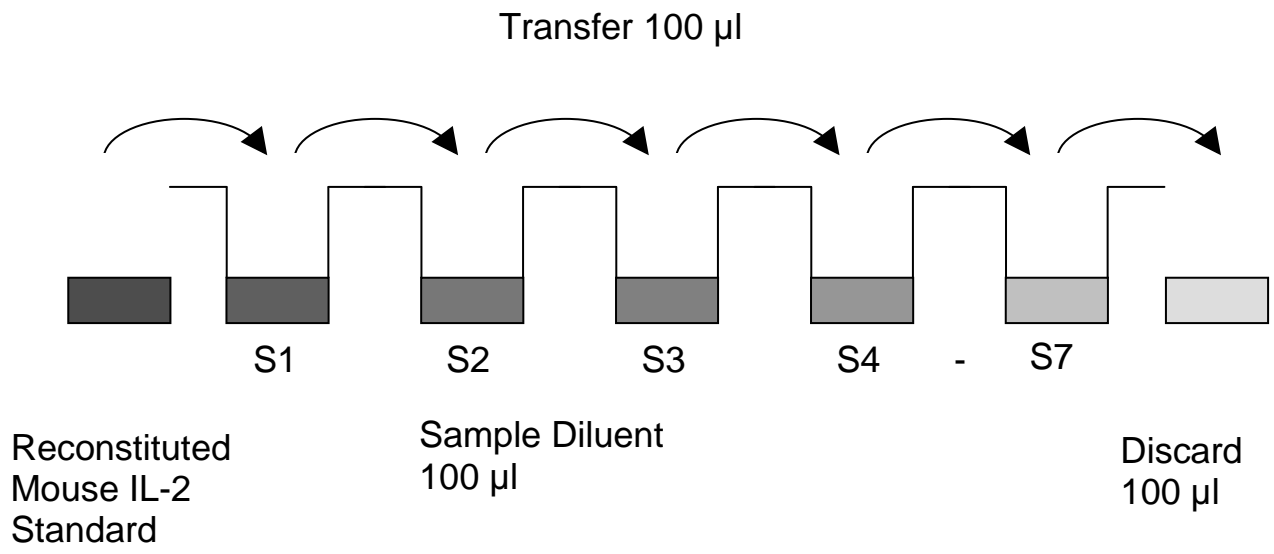 Transfer 100 µl
S1 S2 S3 S4 - S7
Reconstituted
Mouse IL-2
Standard
Sample Diluent
100 µl
Discard
100 µl